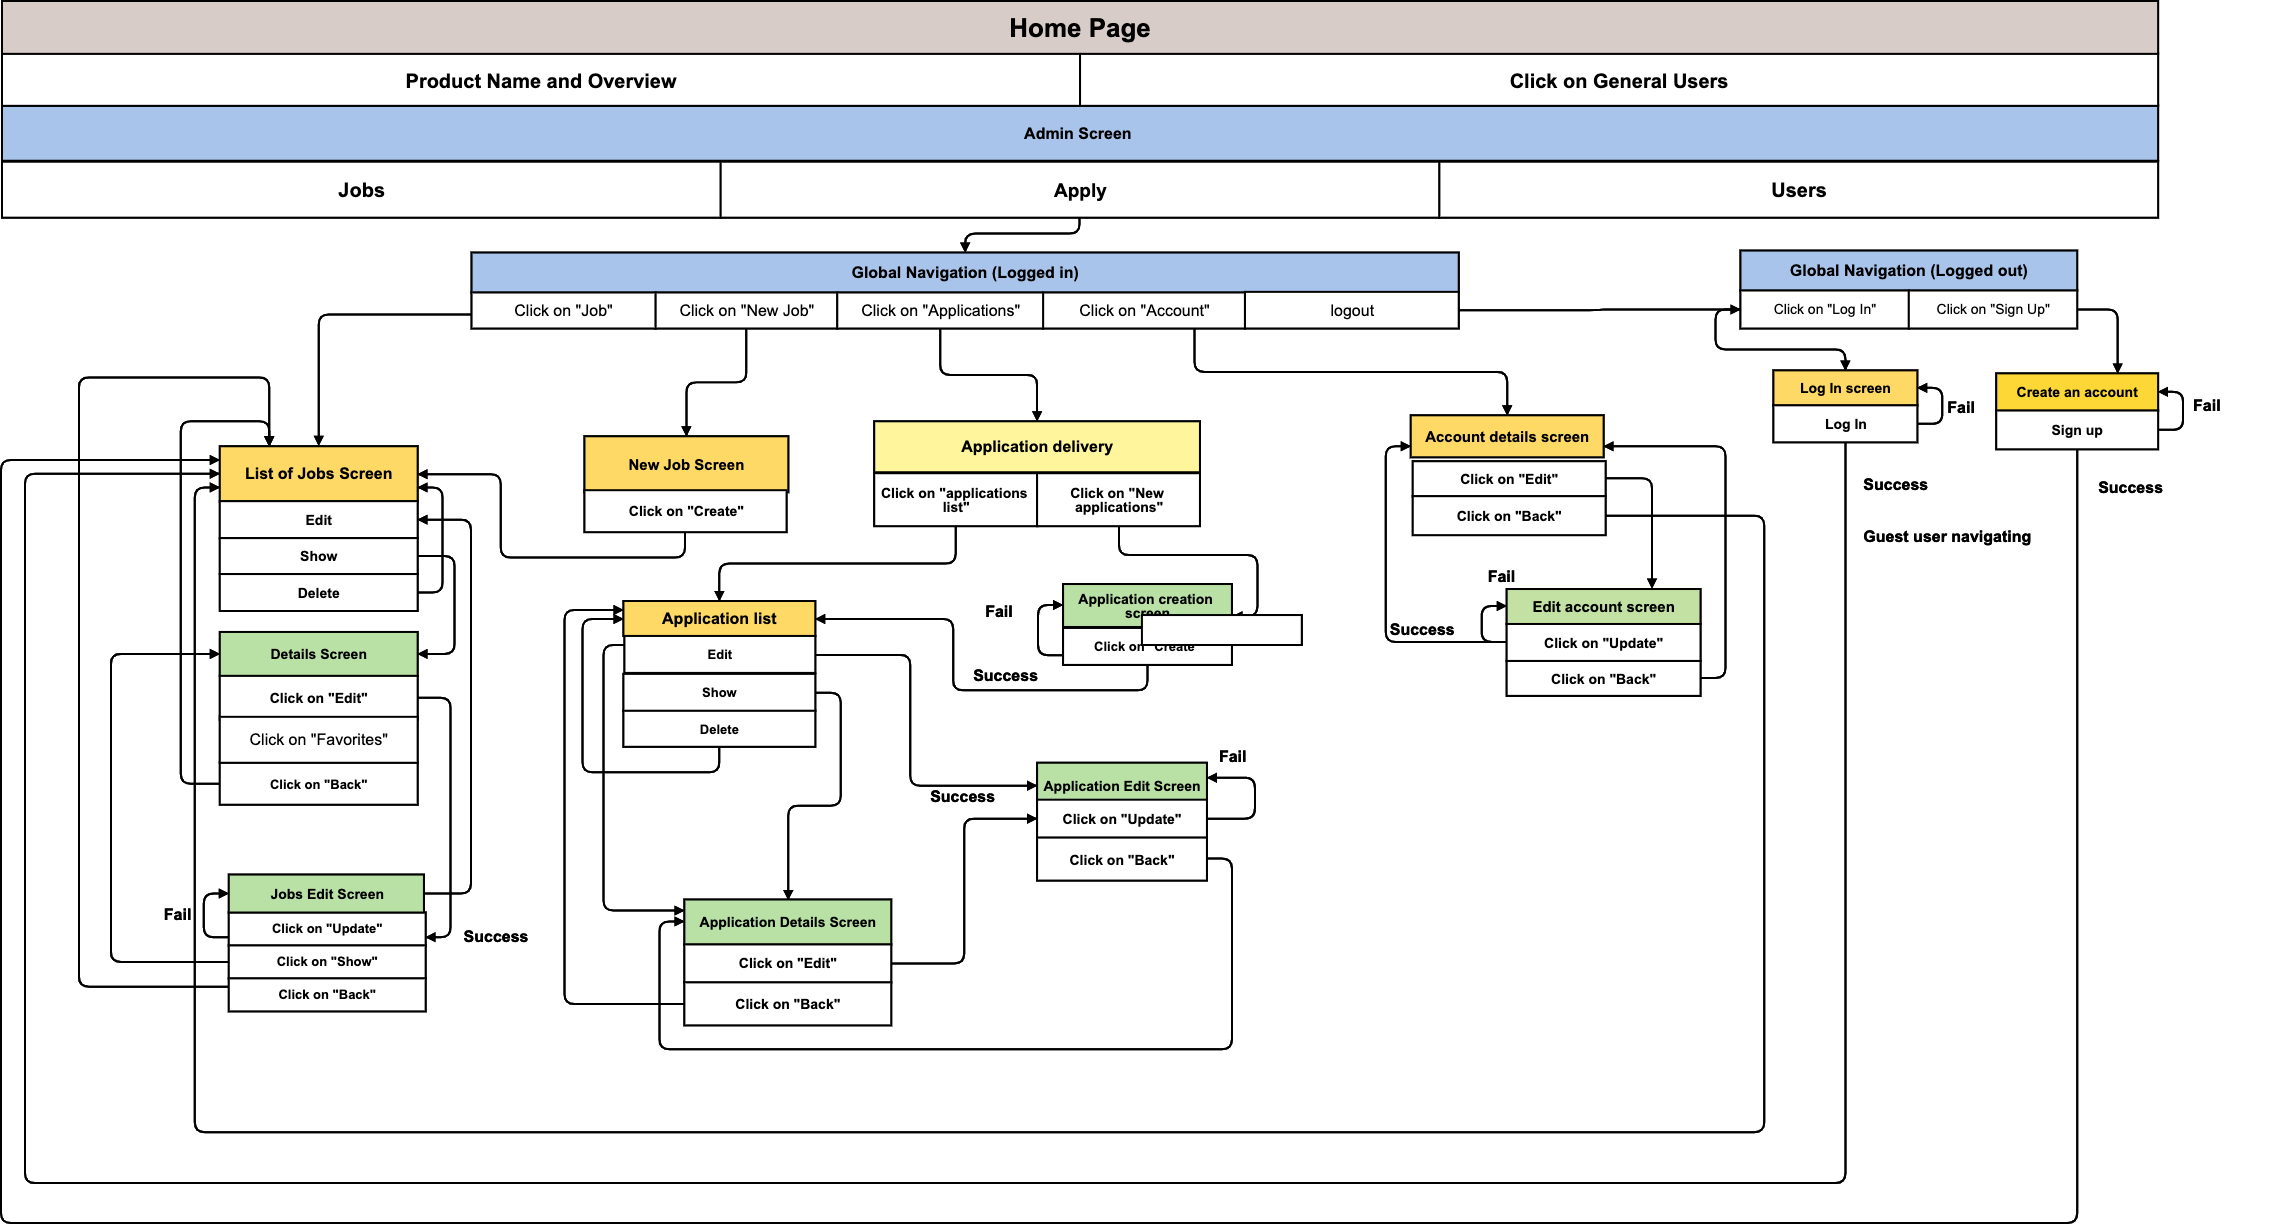 Home Page
Product Name and Overview
Click on General Users
Admin Screen
Jobs
Apply
Users
Global Navigation (Logged in)
Click on "Job"
Click on "New Job"
Click on "Applications"
Click on "Account"
logout
Global Navigation (Logged out)
Click on "Log In"
Click on "Sign Up"
List of Jobs Screen
Edit
Show
Delete
Details Screen
Click on "Edit"
Click on "Favorites"
Click on "Back"
Jobs Edit Screen
Click on "Update"
Click on "Show"
Click on "Back"
Fail
Success
New Job Screen
Click on "Create"
Application delivery
Click on "applications
list"
Click on "New
applications"
Application list
Edit
Show
Delete
Application creation
screen
Click on "Create
Fail
Success
Application Edit Screen
Click on "Update"
Click on "Back"
Fail
Success
Application Details Screen
Click on "Edit"
Click on "Back"
Account details screen
Click on "Edit"
Click on "Back"
Fail
Edit account screen
Click on "Update"
Click on "Back"
Success
Log In screen
Log In
Fail
Success
Guest user navigating
Create an account
Sign up
Fail
Success